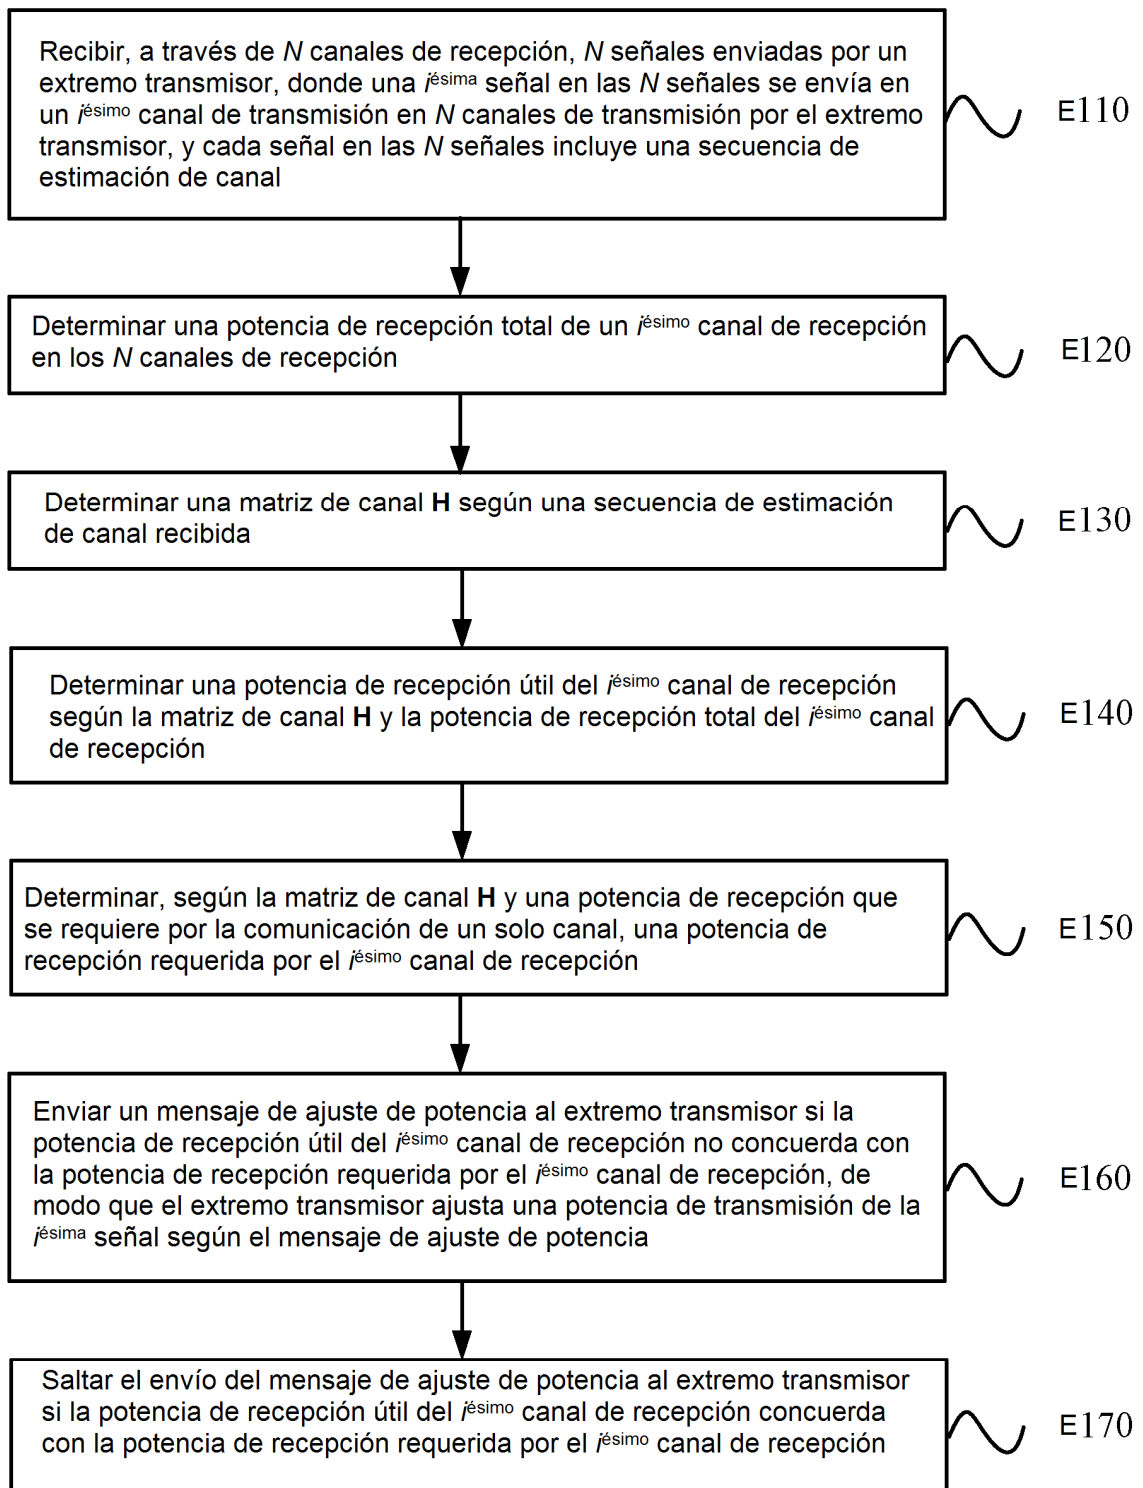 Recibir, a través de N canales de recepción, N señales enviadas por un
extremo transmisor, donde una iésima señal en las N señales se envía en
un iésimo canal de transmisión en N canales de transmisión por el extremo
transmisor, y cada señal en las N señales incluye una secuencia de
estimación de canal
E110
Determinar una potencia de recepción total de un iésimo canal de recepción
en los N canales de recepción
E120
Determinar una matriz de canal H según una secuencia de estimación
de canal recibida
E130
Determinar una potencia de recepción útil del iésimo canal de recepción
según la matriz de canal H y la potencia de recepción total del iésimo canal
de recepción
E140
Determinar, según la matriz de canal H y una potencia de recepción que
se requiere por la comunicación de un solo canal, una potencia de
recepción requerida por el iésimo canal de recepción
E150
Enviar un mensaje de ajuste de potencia al extremo transmisor si la
potencia de recepción útil del iésimo canal de recepción no concuerda con
la potencia de recepción requerida por el iésimo canal de recepción, de
modo que el extremo transmisor ajusta una potencia de transmisión de la
iésima señal según el mensaje de ajuste de potencia
E160
Saltar el envío del mensaje de ajuste de potencia al extremo transmisor
si la potencia de recepción útil del iésimo canal de recepción concuerda
con la potencia de recepción requerida por el iésimo canal de recepción
E170